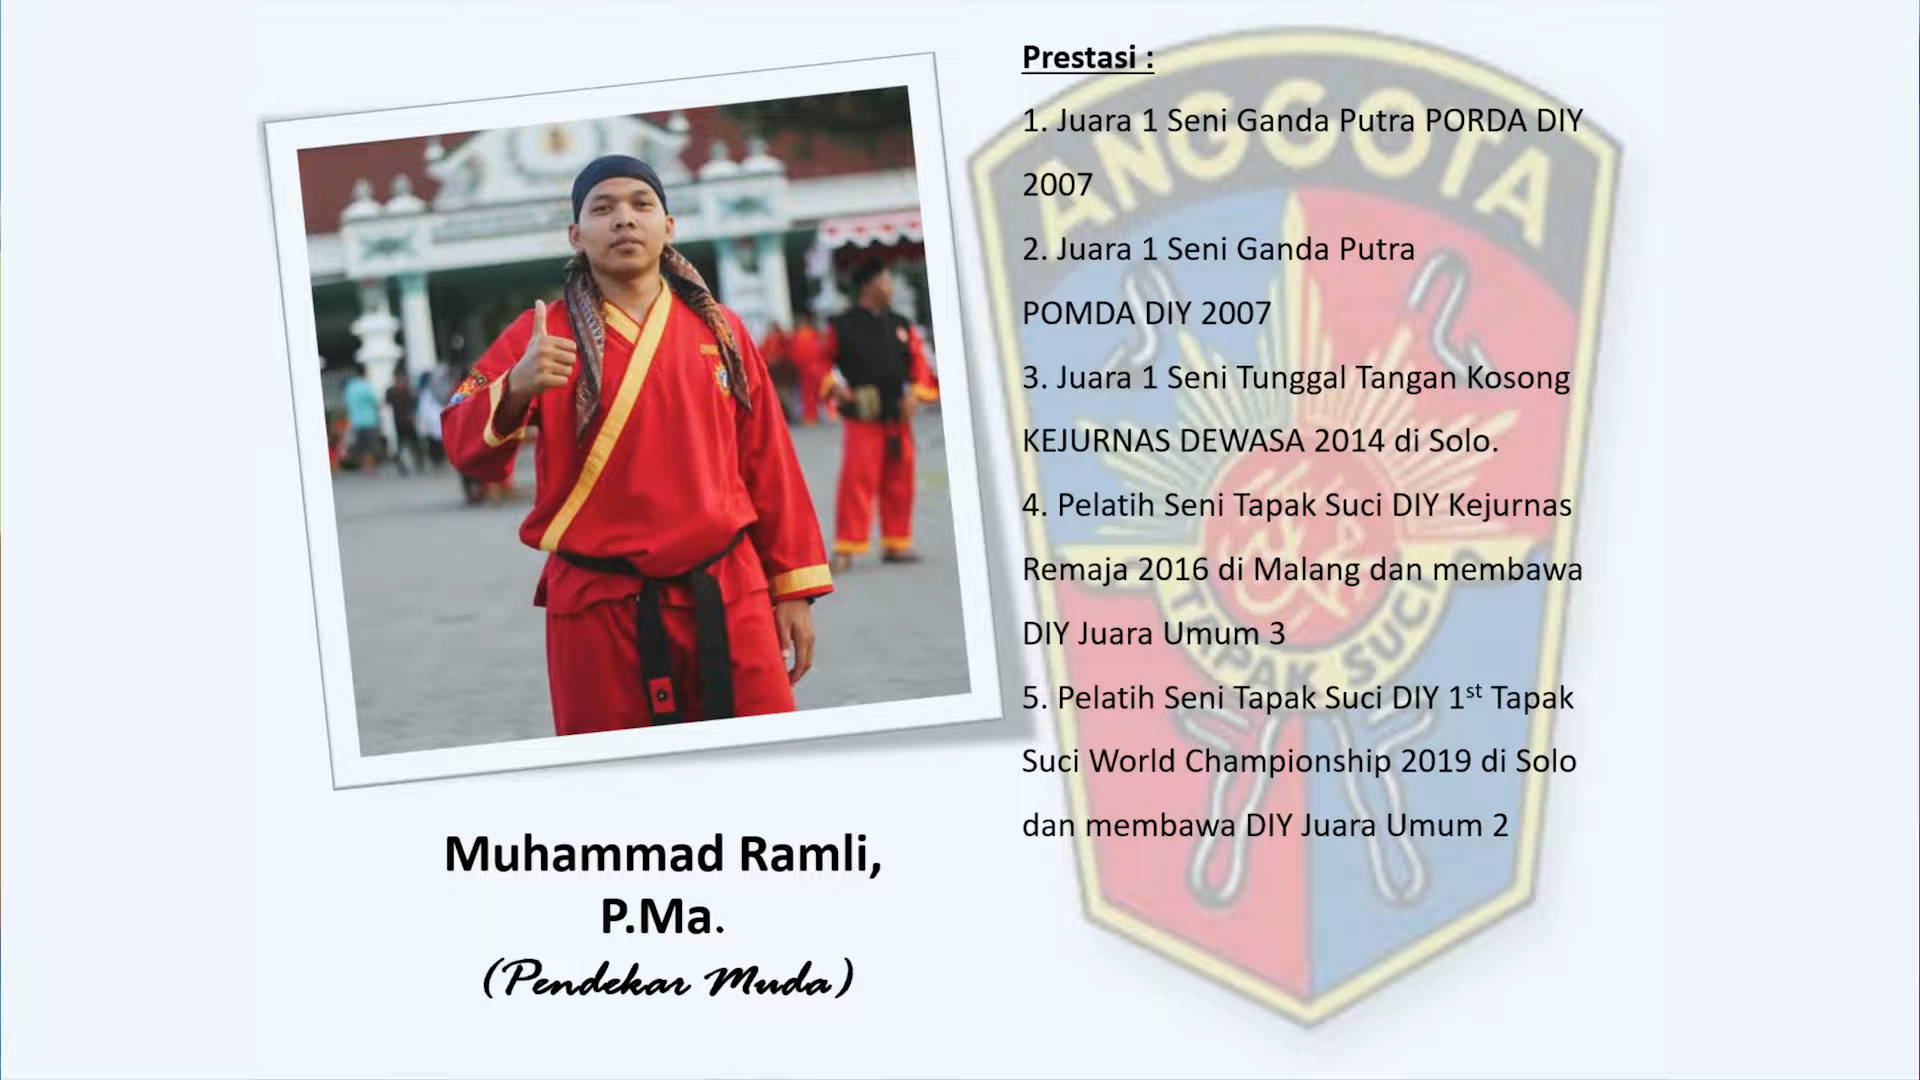 Prestasi :
1. Juara 1 Seni Ganda Putra PORDA DIY
2007
2. Juara 1 Seni Ganda Putra
POMDA DIY 2007
3. Juara 1 Seni Tunggal Tangan Kosong
KEJURNAS DEWASA 2014 di Solo.
4. Pelatih Seni Tapak Suci DIY Kejurnas
Remaja 2016 di Malang dan membawa
DIY Juara Umum 3
5. Pelatih Seni Tapak Suci DIY 1st Tapak
Suci World Championship 2019 di Solo
dan membawa DIY Juara Umum 2
Muhammad Ramli,
P.Ma.
(Pendekar Muda)
ANGGOTA
TAPAK SUCI